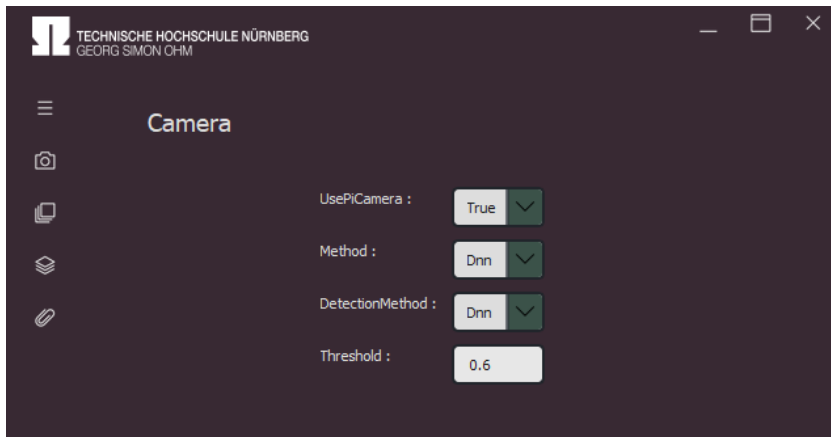 TECHNISCHE HOCHSCHULE NÜRNBERG
GEORG SIMON OHM
Camera
UsePiCamera : True
Method : Dnn
DetectionMethod : Dnn
Threshold : 0.6